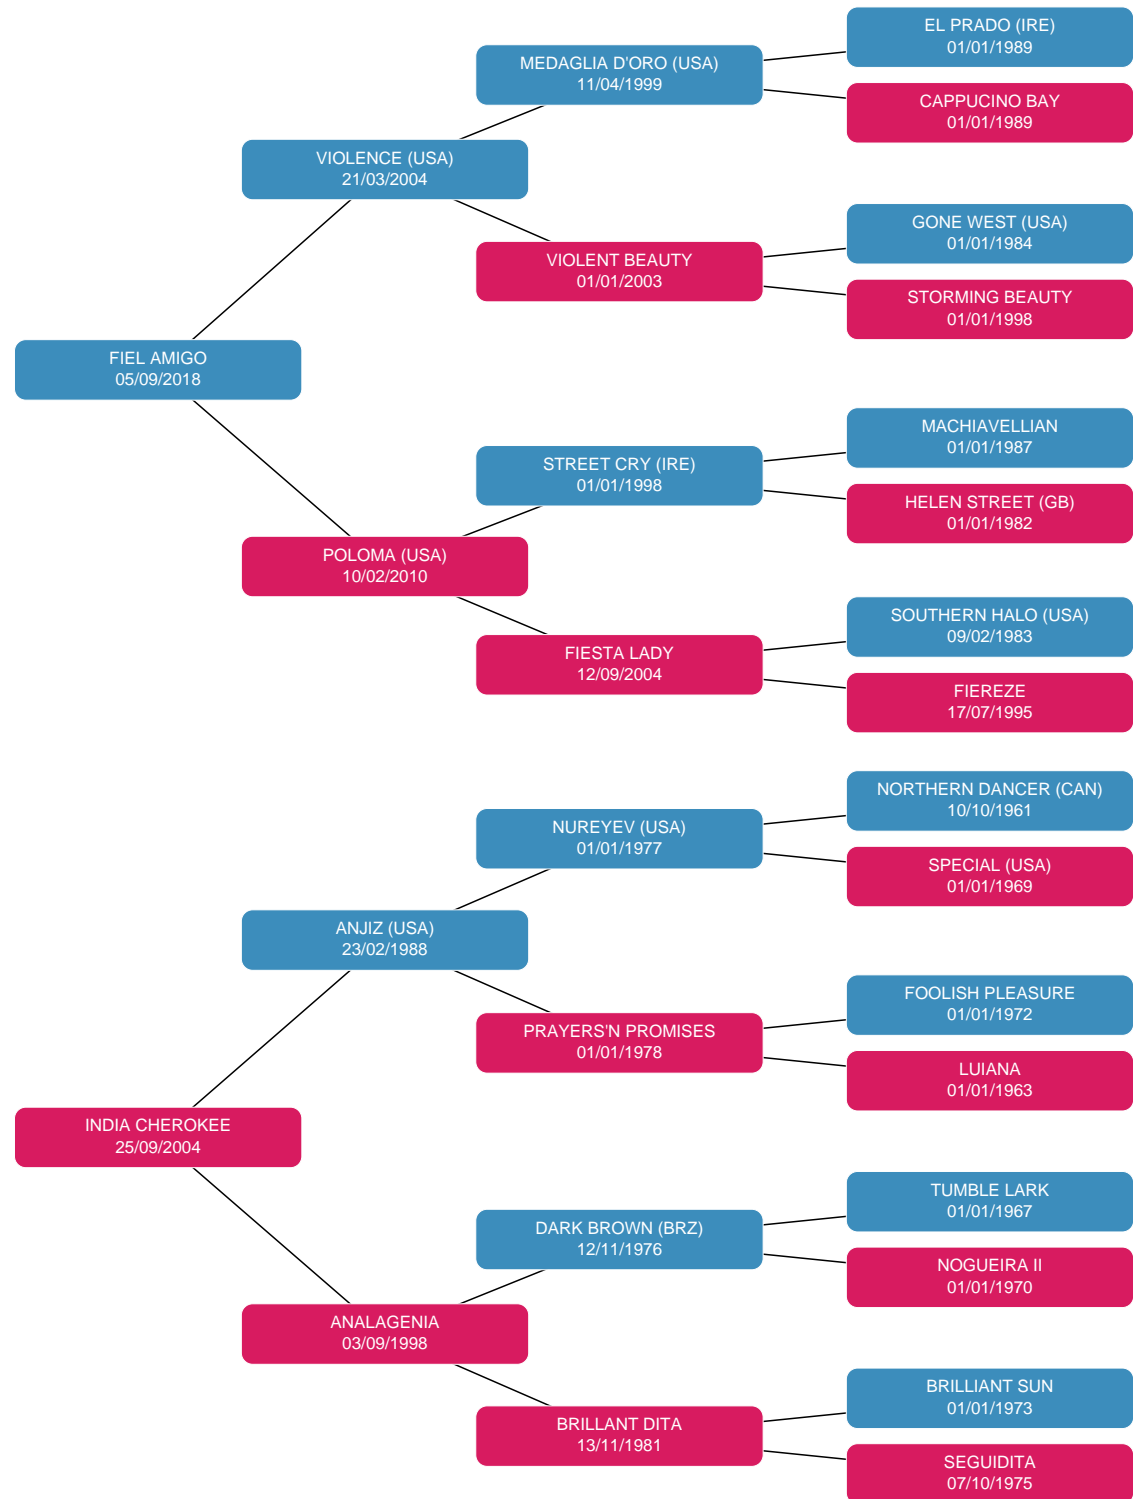 EL PRADO (IRE)
01/01/1989
MEDAGLIA D'ORO (USA)
11/04/1999
CAPPUCINO BAY
01/01/1989
VIOLENCE (USA)
21/03/2004
GONE WEST (USA)
01/01/1984
VIOLENT BEAUTY
01/01/2003
STORMING BEAUTY
01/01/1998
FIEL AMIGO
05/09/2018
MACHIAVELLIAN
01/01/1987
STREET CRY (IRE)
01/01/1998
HELEN STREET (GB)
01/01/1982
POLOMA (USA)
10/02/2010
SOUTHERN HALO (USA)
09/02/1983
FIESTA LADY
12/09/2004
FIEREZE
17/07/1995
NORTHERN DANCER (CAN)
10/10/1961
NUREYEV (USA)
01/01/1977
SPECIAL (USA)
01/01/1969
ANJIZ (USA)
23/02/1988
FOOLISH PLEASURE
01/01/1972
PRAYERS'N PROMISES
01/01/1978
LUIANA
01/01/1963
INDIA CHEROKEE
25/09/2004
TUMBLE LARK
01/01/1967
DARK BROWN (BRZ)
12/11/1976
NOGUEIRA II
01/01/1970
ANALAGENIA
03/09/1998
BRILLIANT SUN
01/01/1973
BRILLANT DITA
13/11/1981
SEGUIDITA
07/10/1975